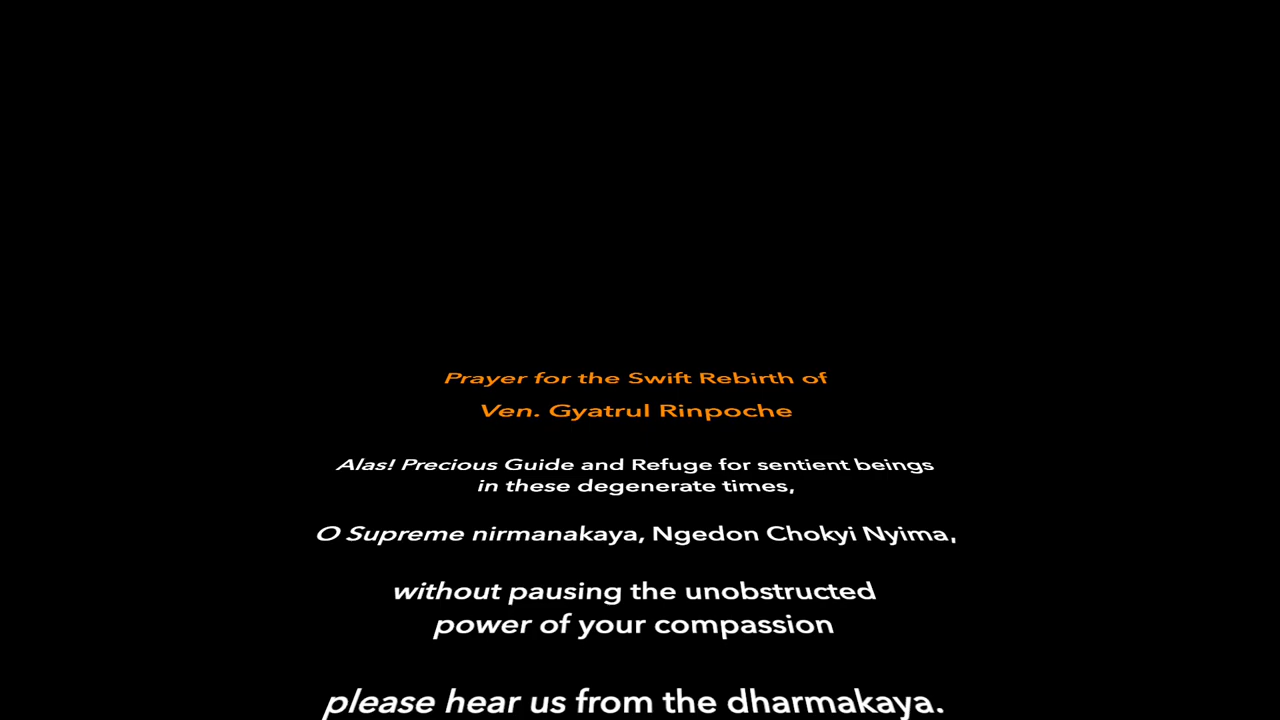 Prayer for the Swift Rebirth of
Ven. Gyatrul Rinpoche
Alas! Precious Guide and Refuge for sentient beings
in these degenerate times,
O Supreme nirmanakaya, Ngedon Chokyi Nyima,
without pausing the unobstructed
power of your compassion
please hear us from the dharmakaya.